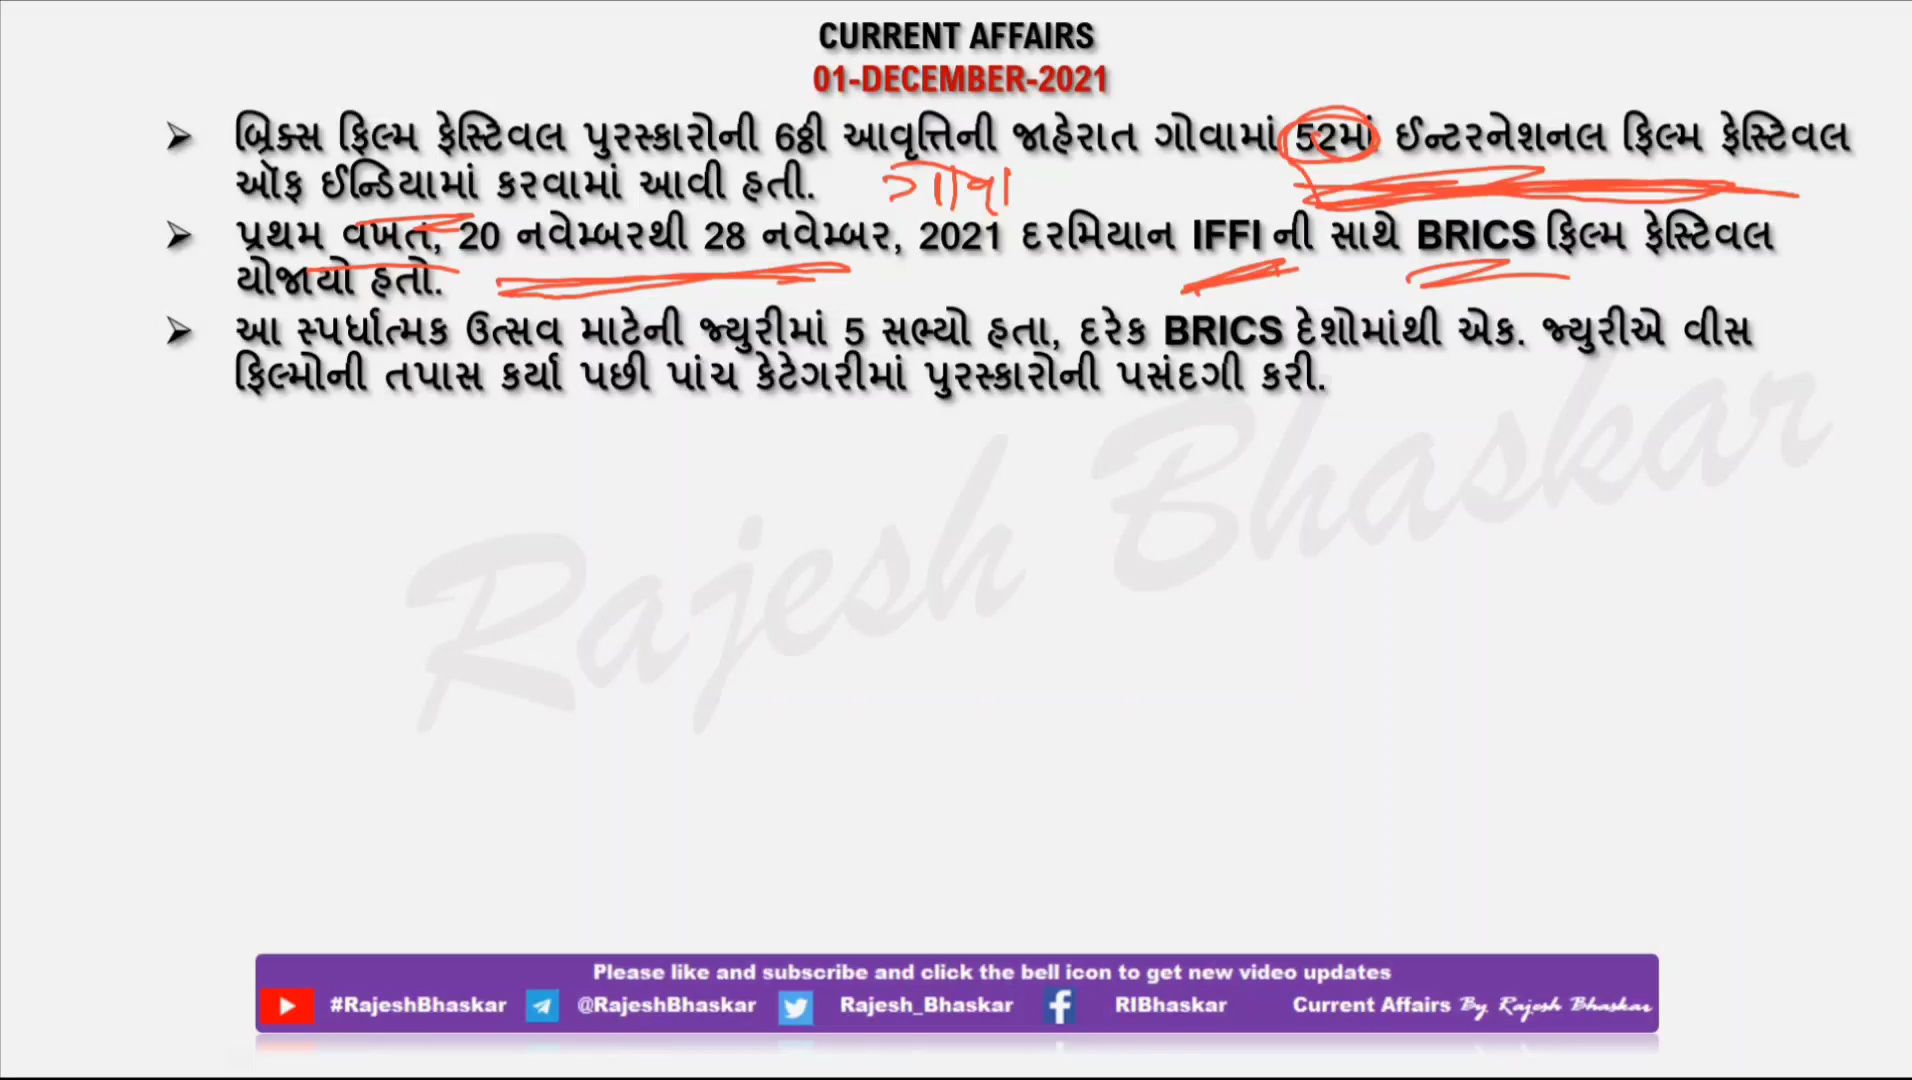 CURRENT AFFAIRS
01-DECEMBER-2021
➤ બ્રિક્સ ફિલ્મ ફેસ્ટિવલ પુરસ્કારોની 6ઠ્ઠી આવૃત્તિની જાહેરાત ગોવામાં 52માં ઈન્ટરનેશનલ ફિલ્મ ફેસ્ટિવલ
ઑફ ઈન્ડિયામાં કરવામાં આવી હતી.
ગોવા
➤ પ્રથમ વખત, 20 નવેમ્બરથી 28 નવેમ્બર, 2021 દરમિયાન IFFI ની સાથે BRICS ફિલ્મ ફેસ્ટિવલ
યોજાયો હતો.
➤ આ સ્પર્ધાત્મક ઉત્સવ માટેની જ્યુરીમાં 5 સભ્યો હતા, દરેક BRICS દેશોમાંથી એક. જ્યુરીએ વીસ
ફિલ્મોની તપાસ કર્યા પછી પાંચ કેટેગરીમાં પુરસ્કારોની પસંદગી કરી.
Rajesh Bhaskar
Please like and subscribe and click the bell icon to get new video updates
#RajeshBhaskar @RajeshBhaskar Rajesh_Bhaskar RIBhaskar Current Affairs By Rajesh Bhaskar